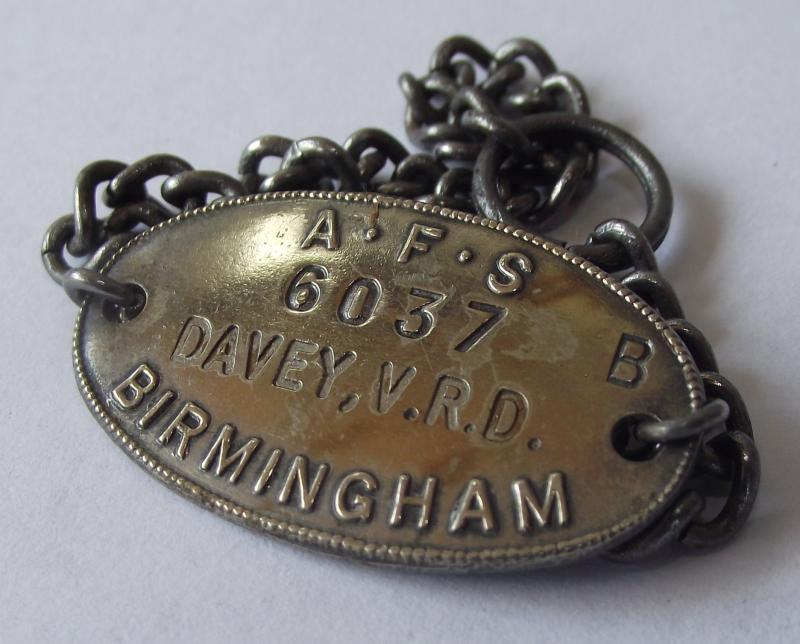 A·F·S
6037
DAVEY, V.R.D. B
BIRMINGHAM